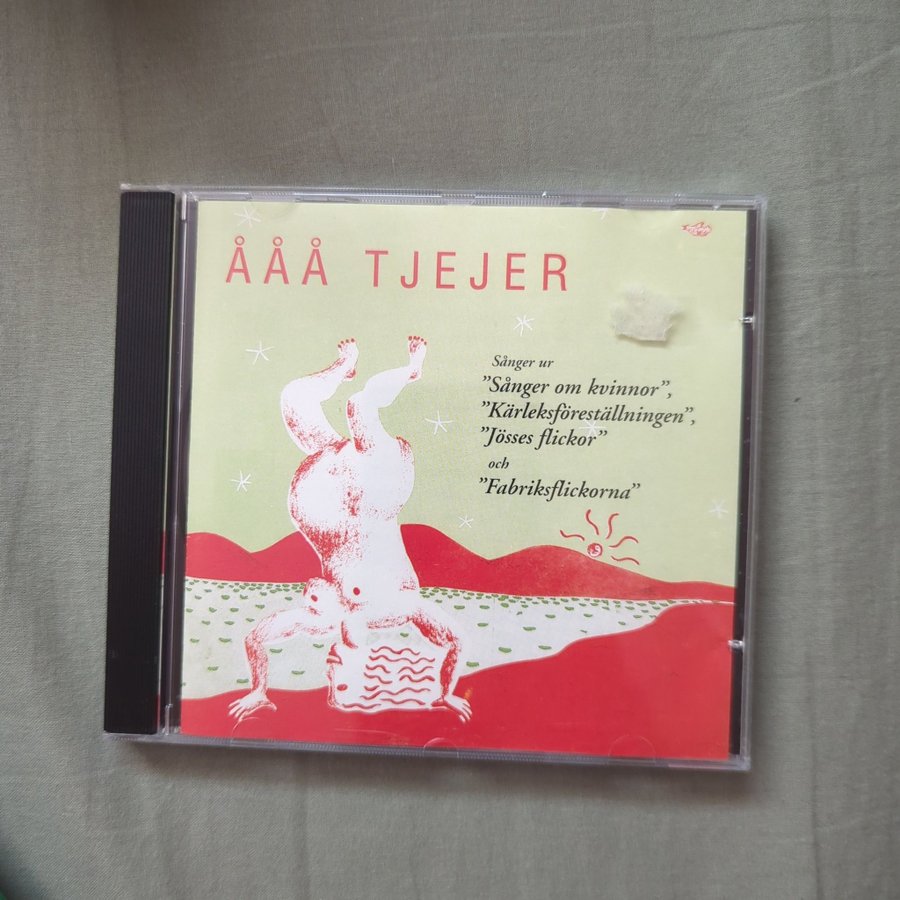 ÅÅÅ TJEJER
Sånger ur
”Sånger om kvinnor”,
”Kärleksföreställningen”,
”Jösses flickor”
och
”Fabriksflickorna”